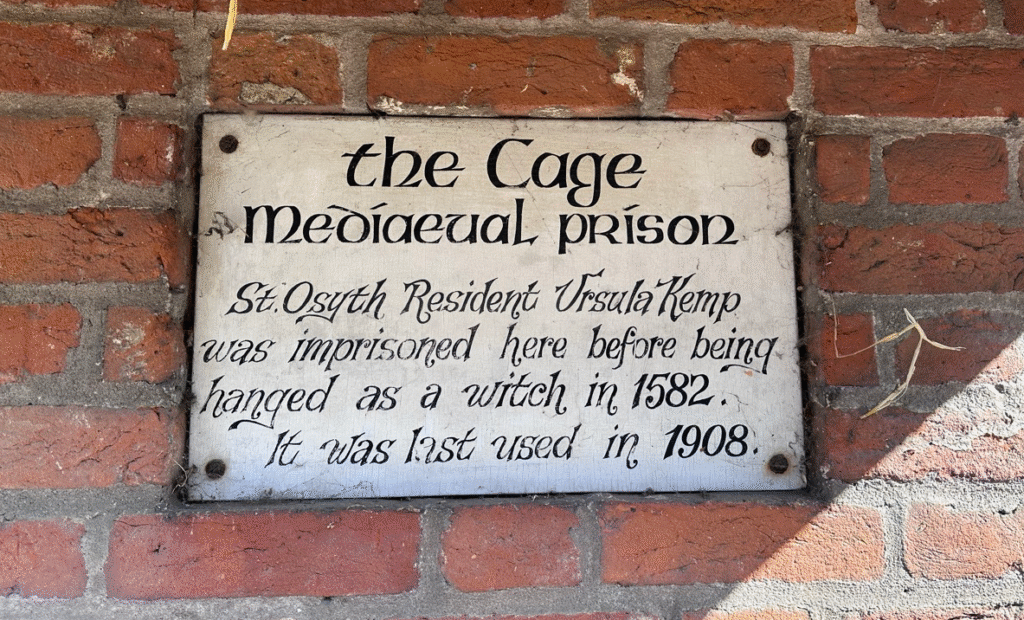 the Cage
Mediaeval prison
St. Osyth Resident Ursula Kemp
was imprisoned here before being
hanged as a witch in 1582.
It was last used in 1908.